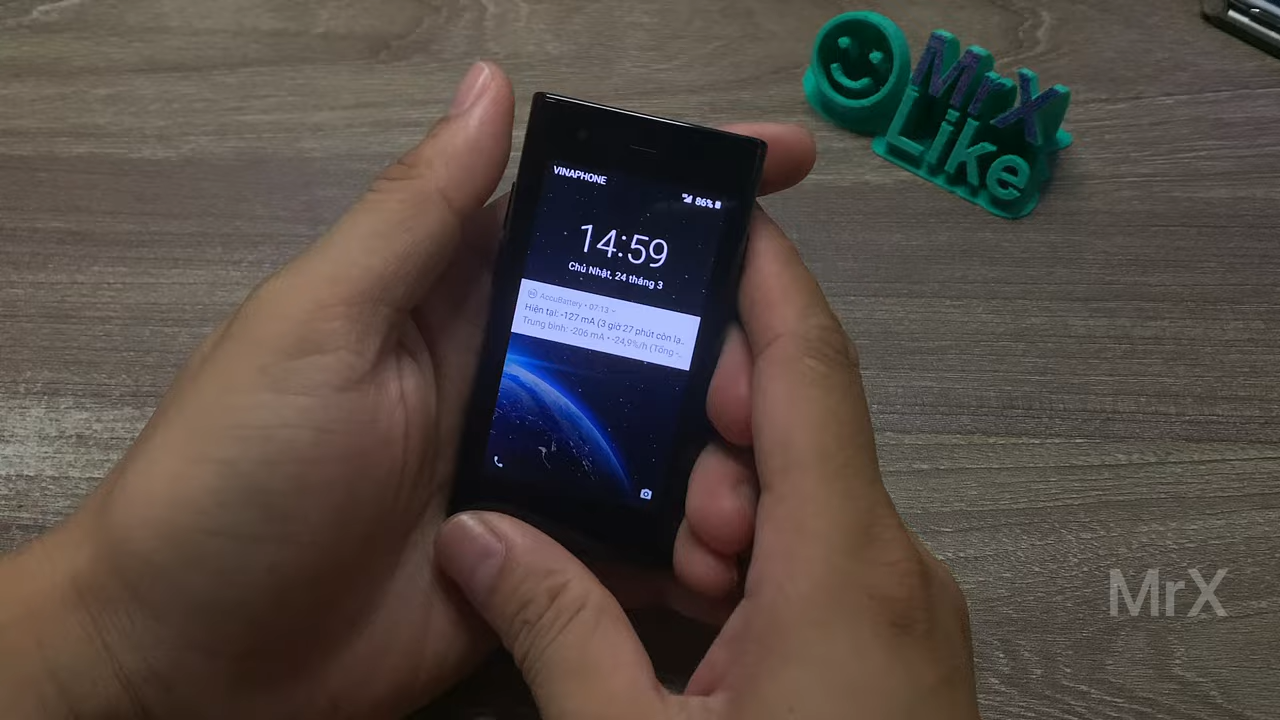 MrX
Like
VINAPHONE
86%
14:59
Chủ Nhật, 24 tháng 3
AccuBattery • 07:13
Hiện tại: -127 mA (3 giờ 27 phút còn lạ..
Trung bình: -206 mA • -24,9%/h (Tổng -..
MrX